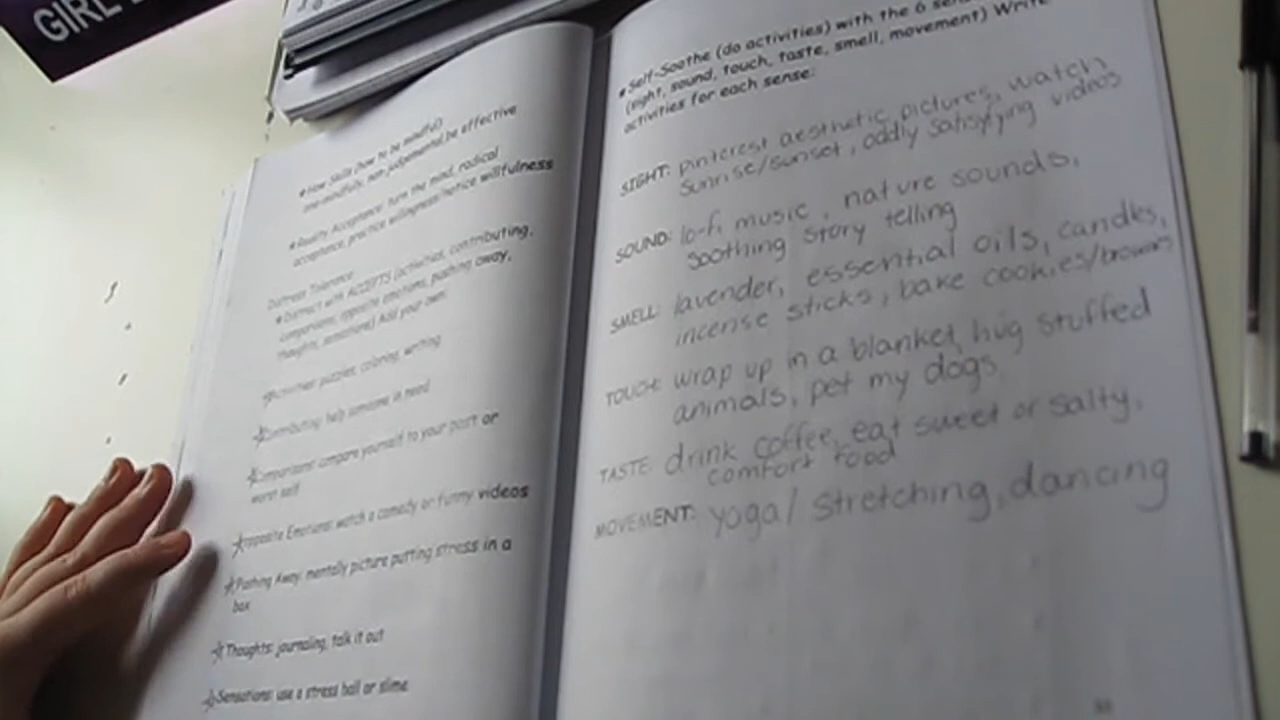 GIRL
• How Skills (how to be mindful)
one-mindfully, non-judgemental, be effective
• Reality Acceptance: turn the mind, radical
acceptance, practice willingness/notice willfulness
Distress Tolerance
• Distract with ACCEPTS (activities, contributing,
comparisons, opposite emotions, pushing away,
thoughts, sensations) Add your own:
Activities: puzzles, coloring, writing
Contributing: help someone in need
Comparisons: compare yourself to your past or
worst self
Opposite Emotions: watch a comedy or funny videos
Pushing Away: mentally picture putting stress in a
box
Thoughts: journaling, talk it out
Sensations: use a stress ball or slime
• Self-Soothe (do activities) with the 6
(sight, sound, touch, taste, smell, movement) Write
activities for each sense:
SIGHT: pinterest aesthetic pictures, watch
sunrise/sunset, oddly satisfying videos
SOUND: lo-fi music, nature sounds,
soothing story telling
SMELL: lavender, essential oils, candles,
incense sticks, bake cookies/
TOUCH: wrap up in a blanket, hug stuffed
animals, pet my dogs
TASTE: drink coffee, eat sweet or salty,
comfort food
MOVEMENT: yoga/stretching, dancing